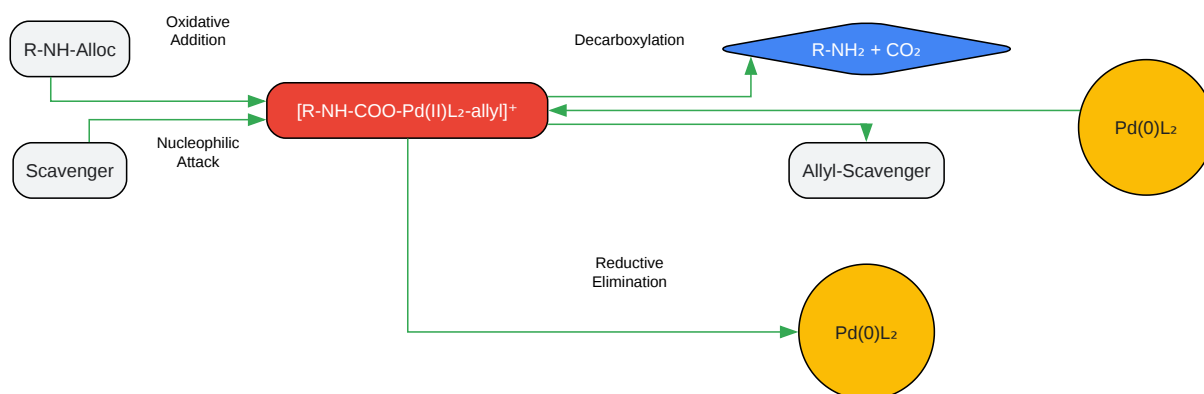 Oxidative
Addition
R-NH-Alloc
Decarboxylation
R-NH₂ + CO₂
[R-NH-COO-Pd(II)L₂-allyl]⁺
Pd(0)L₂
Nucleophilic
Attack
Scavenger
Allyl-Scavenger
Reductive
Elimination
Pd(0)L₂